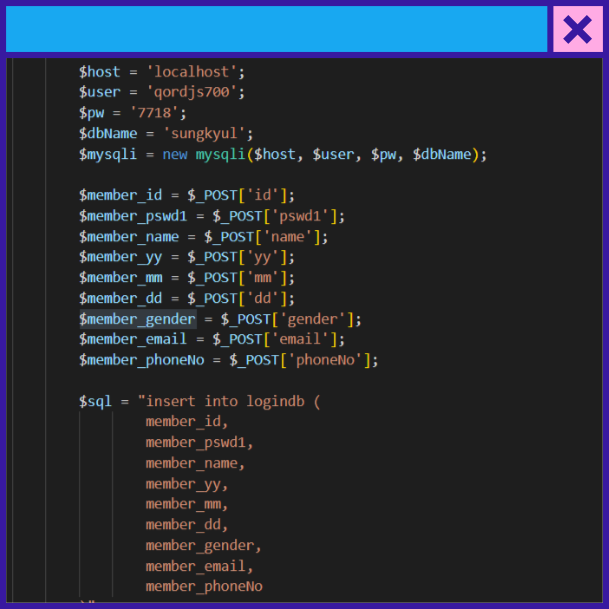 $host = 'localhost';
$user = 'qordjs700';
$pw = '7718';
$dbName = 'sungkyul';
$mysqli = new mysqli($host, $user, $pw, $dbName);
$member_id = $_POST['id'];
$member_pswd1 = $_POST['pswd1'];
$member_name = $_POST['name'];
$member_yy = $_POST['yy'];
$member_mm = $_POST['mm'];
$member_dd = $_POST['dd'];
$member_gender = $_POST['gender'];
$member_email = $_POST['email'];
$member_phoneNo = $_POST['phoneNo'];
$sql = "insert into logindb (
member_id,
member_pswd1,
member_name,
member_yy,
member_mm,
member_dd,
member_gender,
member_email,
member_phoneNo